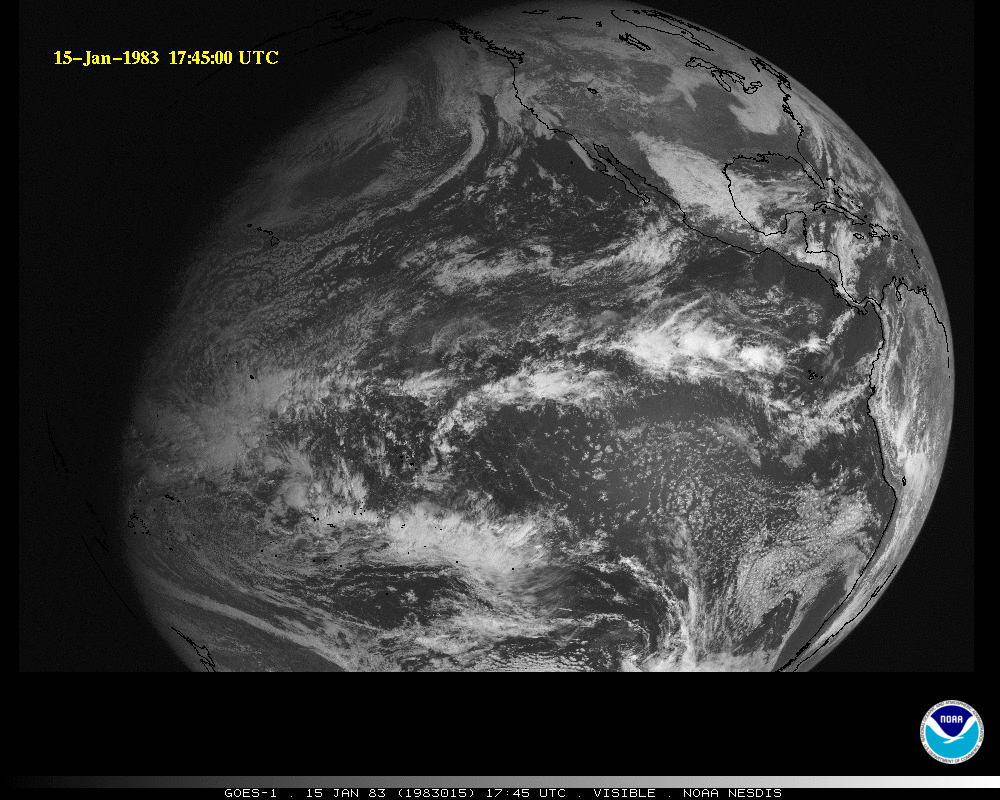 15-Jan-1983 17:45:00 UTC
NOAA
GOES-1 . 15 JAN 83 (1983015) 17:45 UTC . VISIBLE . NOAA NESDIS